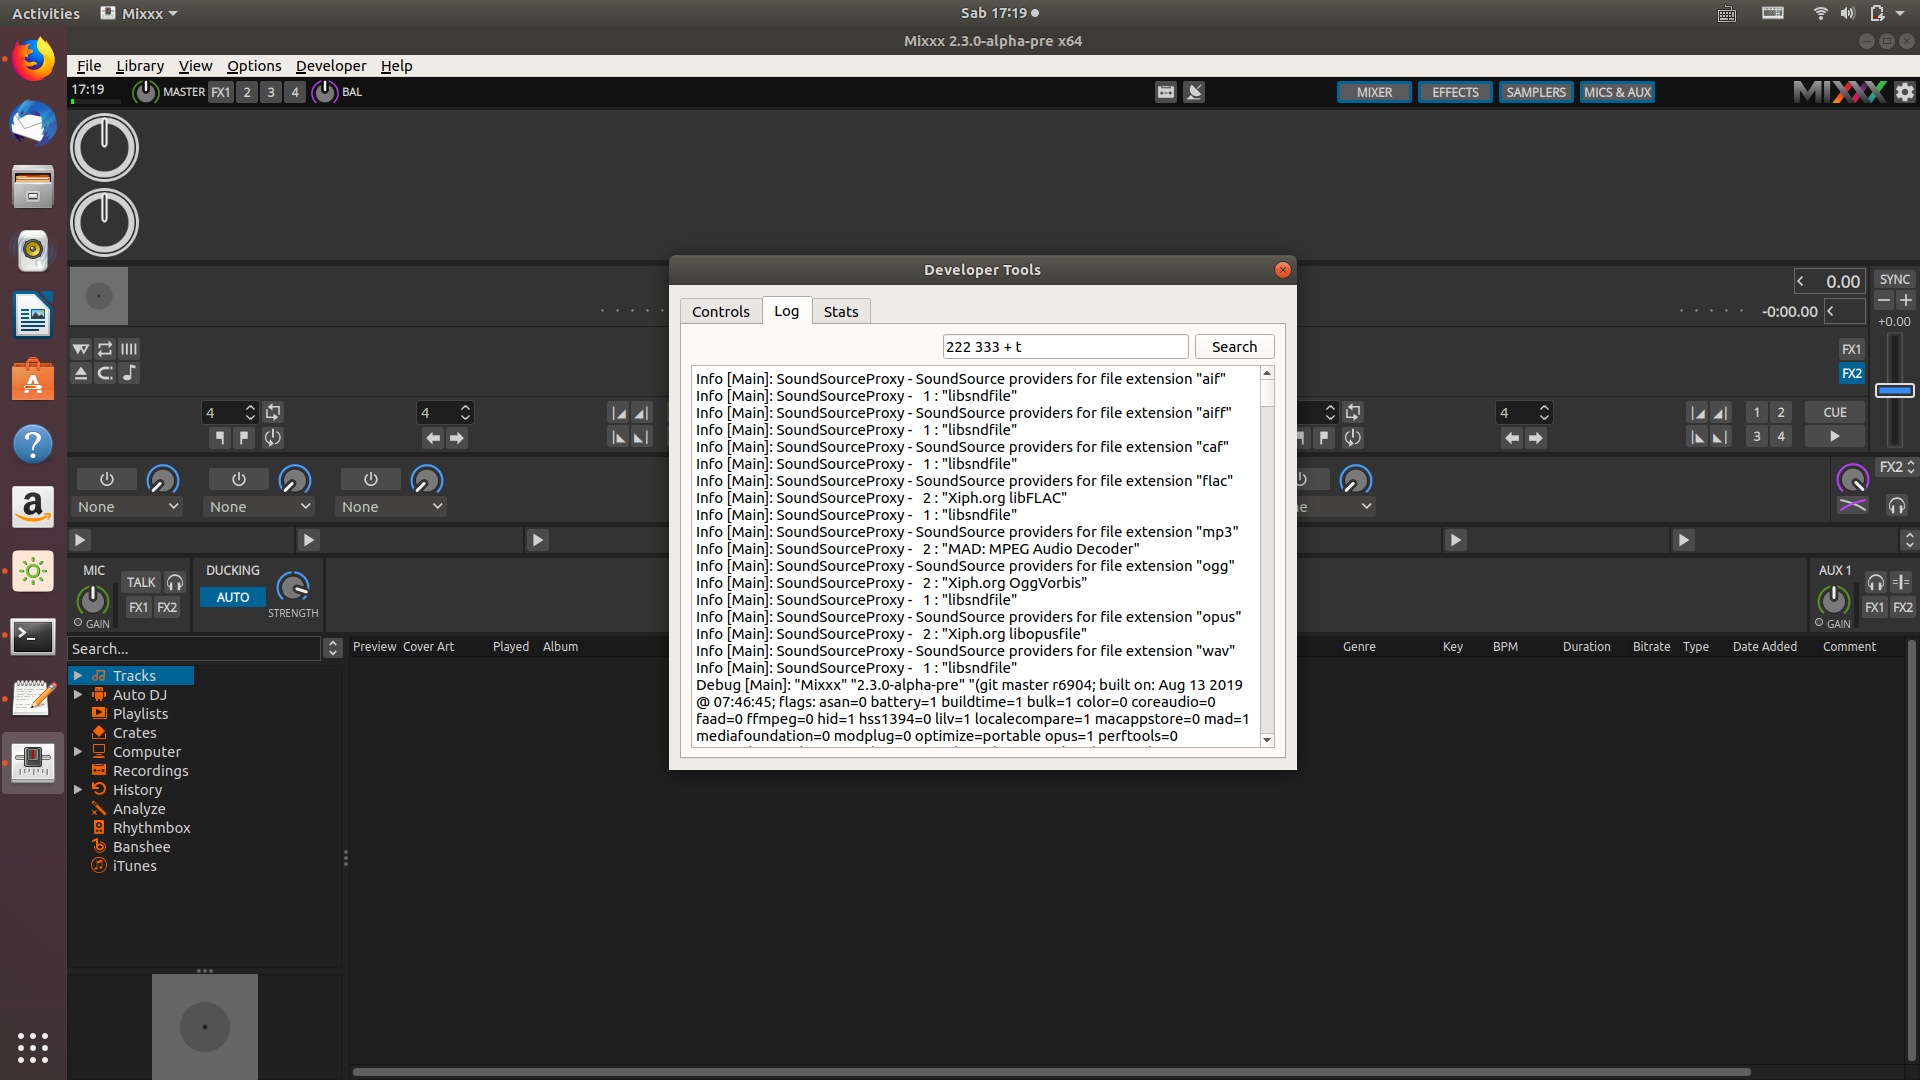 Activities Mixxx Sab 17:19
Mixxx 2.3.0-alpha-pre x64
File Library View Options Developer Help
17:19 MASTER FX1 2 3 4 BAL MIXER EFFECTS SAMPLERS MICS & AUX MIXXX
Developer Tools
Controls Log Stats
222 333 + t Search
Info [Main]: SoundSourceProxy - SoundSource providers for file extension "aif"
Info [Main]: SoundSourceProxy - 1 : "libsndfile"
Info [Main]: SoundSourceProxy - SoundSource providers for file extension "aiff"
Info [Main]: SoundSourceProxy - 1 : "libsndfile"
Info [Main]: SoundSourceProxy - SoundSource providers for file extension "caf"
Info [Main]: SoundSourceProxy - 1 : "libsndfile"
Info [Main]: SoundSourceProxy - SoundSource providers for file extension "flac"
Info [Main]: SoundSourceProxy - 2 : "Xiph.org libFLAC"
Info [Main]: SoundSourceProxy - 1 : "libsndfile"
Info [Main]: SoundSourceProxy - SoundSource providers for file extension "mp3"
Info [Main]: SoundSourceProxy - 2 : "MAD: MPEG Audio Decoder"
Info [Main]: SoundSourceProxy - SoundSource providers for file extension "ogg"
Info [Main]: SoundSourceProxy - 2 : "Xiph.org OggVorbis"
Info [Main]: SoundSourceProxy - 1 : "libsndfile"
Info [Main]: SoundSourceProxy - SoundSource providers for file extension "opus"
Info [Main]: SoundSourceProxy - 2 : "Xiph.org libopusfile"
Info [Main]: SoundSourceProxy - SoundSource providers for file extension "wav"
Info [Main]: SoundSourceProxy - 1 : "libsndfile"
Debug [Main]: "Mixxx" "2.3.0-alpha-pre" "(git master r6904; built on: Aug 13 2019
@ 07:46:45; flags: asan=0 battery=1 buildtime=1 bulk=1 color=0 coreaudio=0
faad=0 ffmpeg=0 hid=1 hss1394=0 lilv=1 localecompare=1 macappstore=0 mad=1
mediafoundation=0 modplug=0 optimize=portable opus=1 perftools=0
0.00 SYNC
-0:00.00
+0.00
FX1
FX2
4 4 4 1 2 CUE
3 4
FX2
None None None ne
MIC TALK DUCKING AUX 1
AUTO
FX1 FX2 STRENGTH FX1 FX2
GAIN GAIN
Search... Preview Cover Art Played Album Genre Key BPM Duration Bitrate Type Date Added Comment
Tracks
Auto DJ
Playlists
Crates
Computer
Recordings
History
Analyze
Rhythmbox
Banshee
iTunes